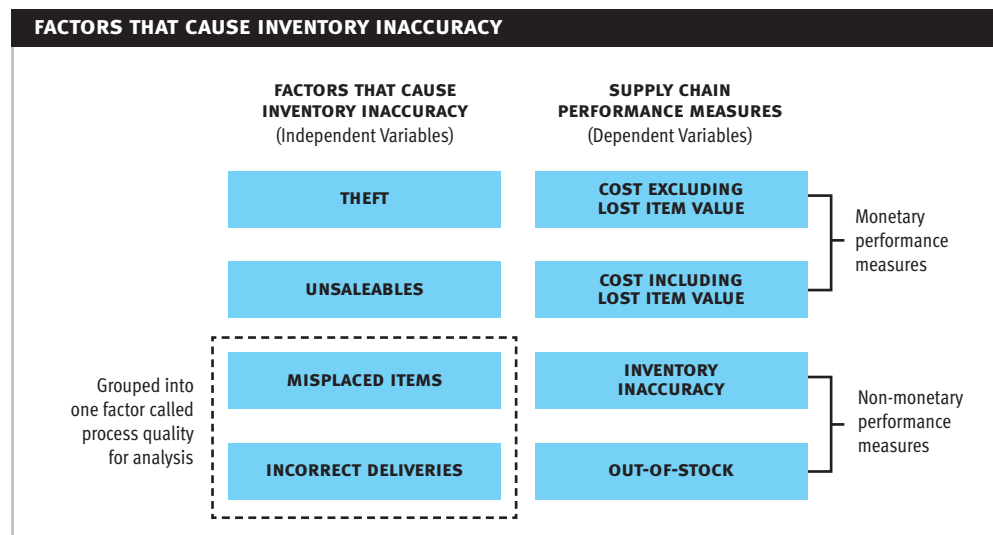 FACTORS THAT CAUSE INVENTORY INACCURACY
FACTORS THAT CAUSE
INVENTORY INACCURACY
(Independent Variables)
SUPPLY CHAIN
PERFORMANCE MEASURES
(Dependent Variables)
THEFT
COST EXCLUDING
LOST ITEM VALUE
Monetary
performance
measures
UNSALEABLES
COST INCLUDING
LOST ITEM VALUE
Grouped into
one factor called
process quality
for analysis
MISPLACED ITEMS
INVENTORY
INACCURACY
Non-monetary
performance
measures
INCORRECT DELIVERIES
OUT-OF-STOCK